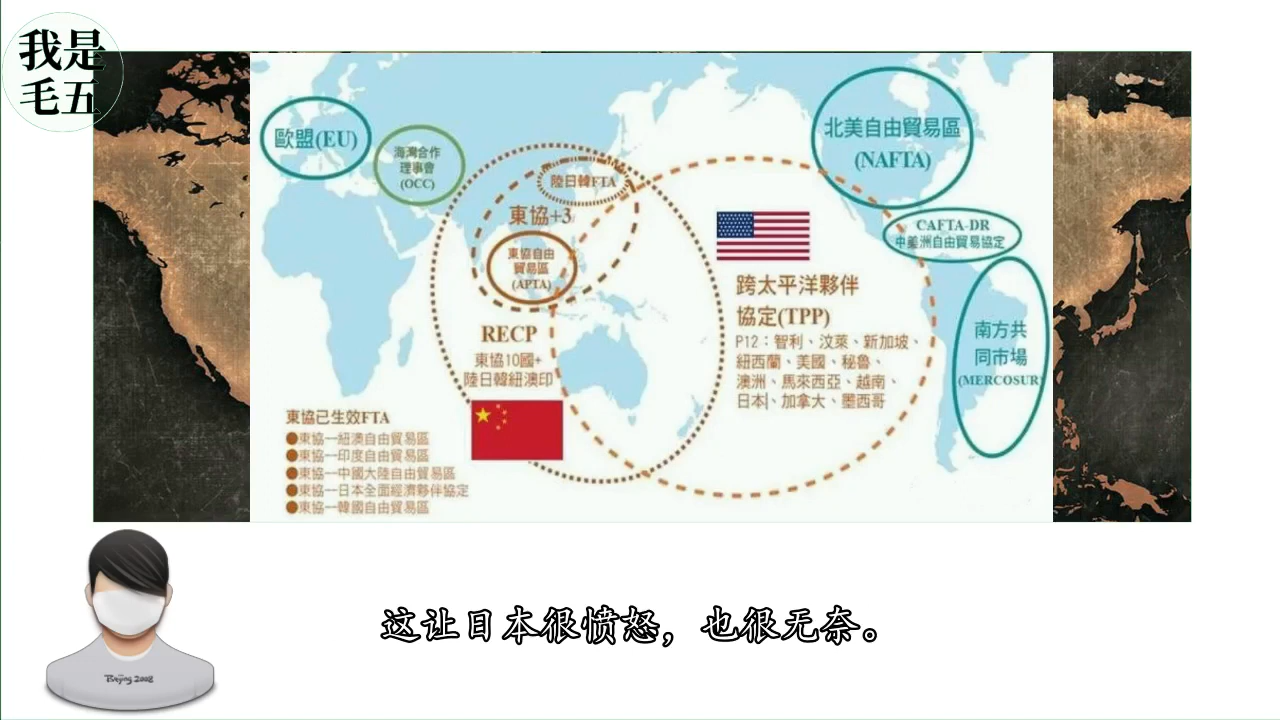 我是
毛五
歐盟(EU)
海灣合作
理事會
(OCC)
陸日韓FTA
東協+3
東協自由
貿易區
(APTA)
RECP
東協10國+
陸日韓紐澳印
東協已生效FTA
●東協一紐澳自由貿易區
●東協一印度自由貿易區
●東協一中國大陸自由貿易區
●東協一日本全面經濟夥伴協定
●東協一韓國自由貿易區
跨太平洋夥伴
協定(TPP)
P12：智利、汶萊、新加坡、
紐西蘭、美國、秘魯、
澳洲、馬來西亞、越南、
日本、加拿大、墨西哥
北美自由貿易區
(NAFTA)
CAFTA-DR
中美洲自由貿易協定
南方共
同市場
(MERCOSUR)
Beijing 2008
这让日本很愤怒，也很无奈。